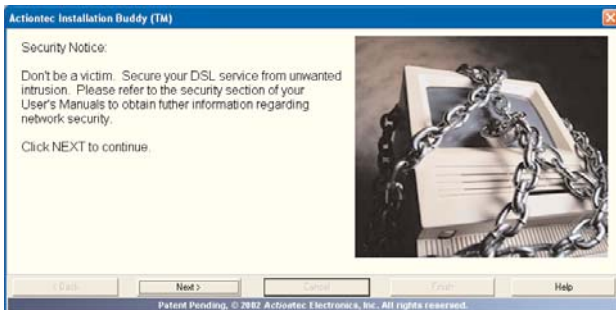 Actiontec Installation Buddy (TM)
Security Notice:
Don't be a victim. Secure your DSL service from unwanted
intrusion. Please refer to the security section of your
User's Manuals to obtain futher information regarding
network security.
Click NEXT to continue.
< Back
Next >
Cancel
Finish
Help
Patent Pending, © 2002 Actiontec Electronics, Inc. All rights reserved.